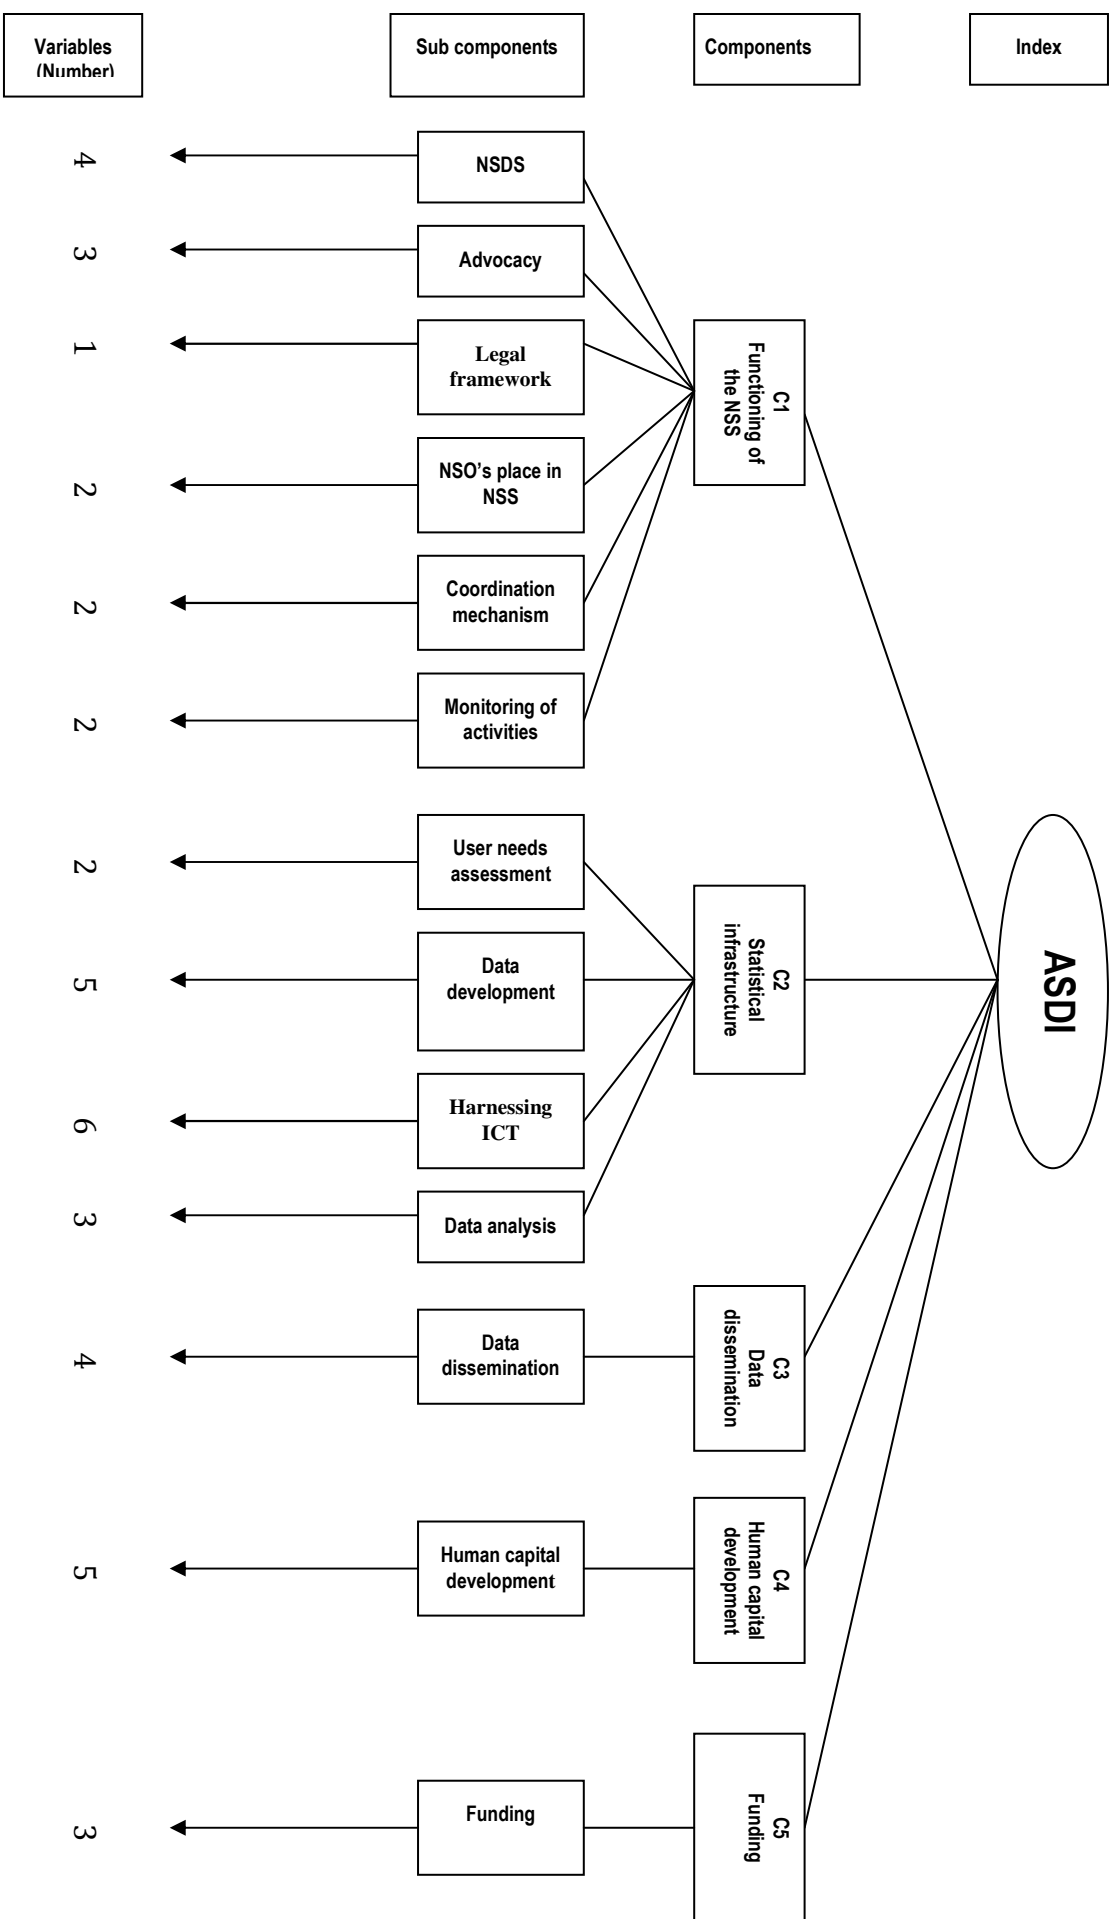 Variables
(Number)
Sub components
Components
Index
4
NSDS
3
Advocacy
1
Legal
framework
2
NSO’s place in
NSS
2
Coordination
mechanism
2
Monitoring of
activities
C1
Functioning of
the NSS
2
User needs
assessment
5
Data
development
6
Harnessing
ICT
3
Data analysis
C2
Statistical
infrastructure
ASDI
4
Data
dissemination
C3
Data
dissemination
5
Human capital
development
C4
Human capital
development
3
Funding
C5
Funding